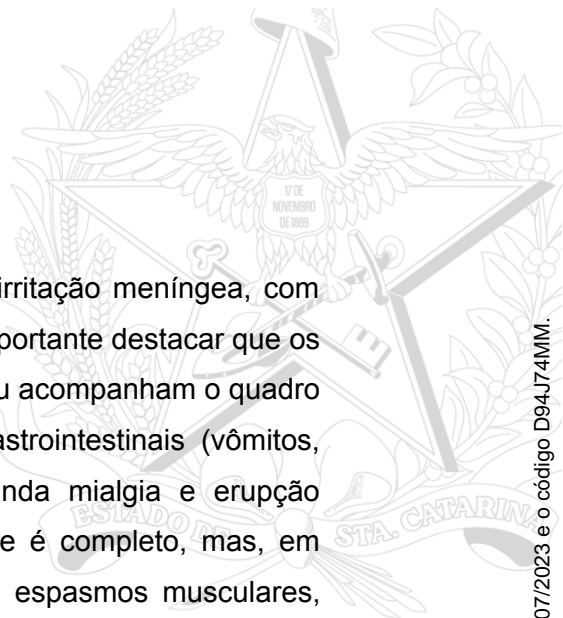 17 DE
NOVEMBRO
DE 1889
irritação meníngea, com
portante destacar que os
u acompanham o quadro
astrointestinais (vômitos,
nda mialgia e erupção
ESTADO DE STA. CATARINA
e é completo, mas, em
espasmos musculares,
07/2023 e o código D94J74MM.